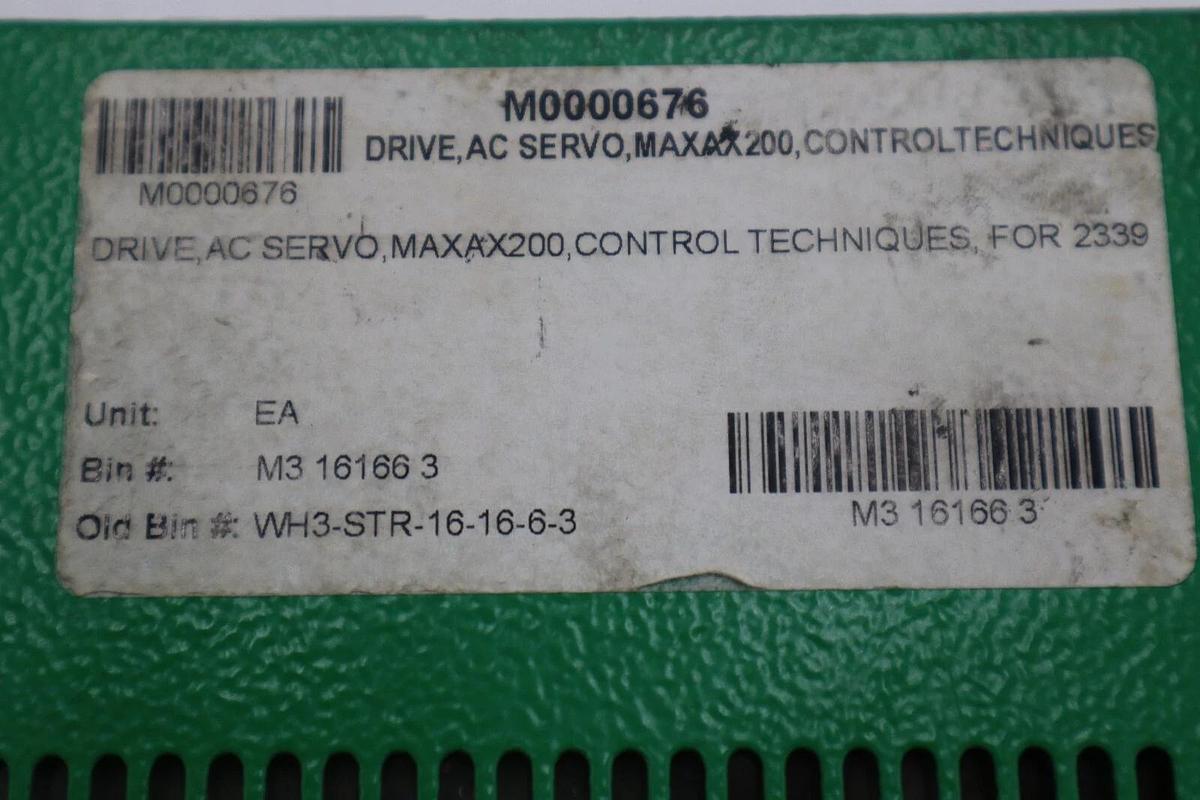 M0000676
DRIVE,AC SERVO,MAXAX200,CONTROLTECHNIQUES
M0000676
DRIVE,AC SERVO,MAXAX200,CONTROL TECHNIQUES, FOR 2339
Unit: EA
Bin #: M3 16166 3
Old Bin #: WH3-STR-16-16-6-3
M3 16166 3